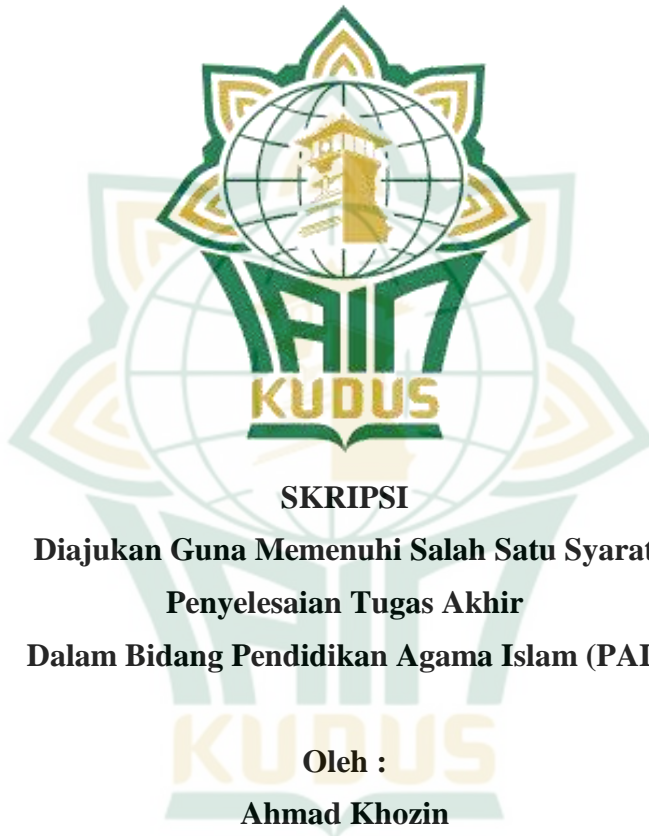 IAIN
KUDUS
SKRIPSI
Diajukan Guna Memenuhi Salah Satu Syarat
Penyelesaian Tugas Akhir
Dalam Bidang Pendidikan Agama Islam (PAI
Oleh :
Ahmad Khozin